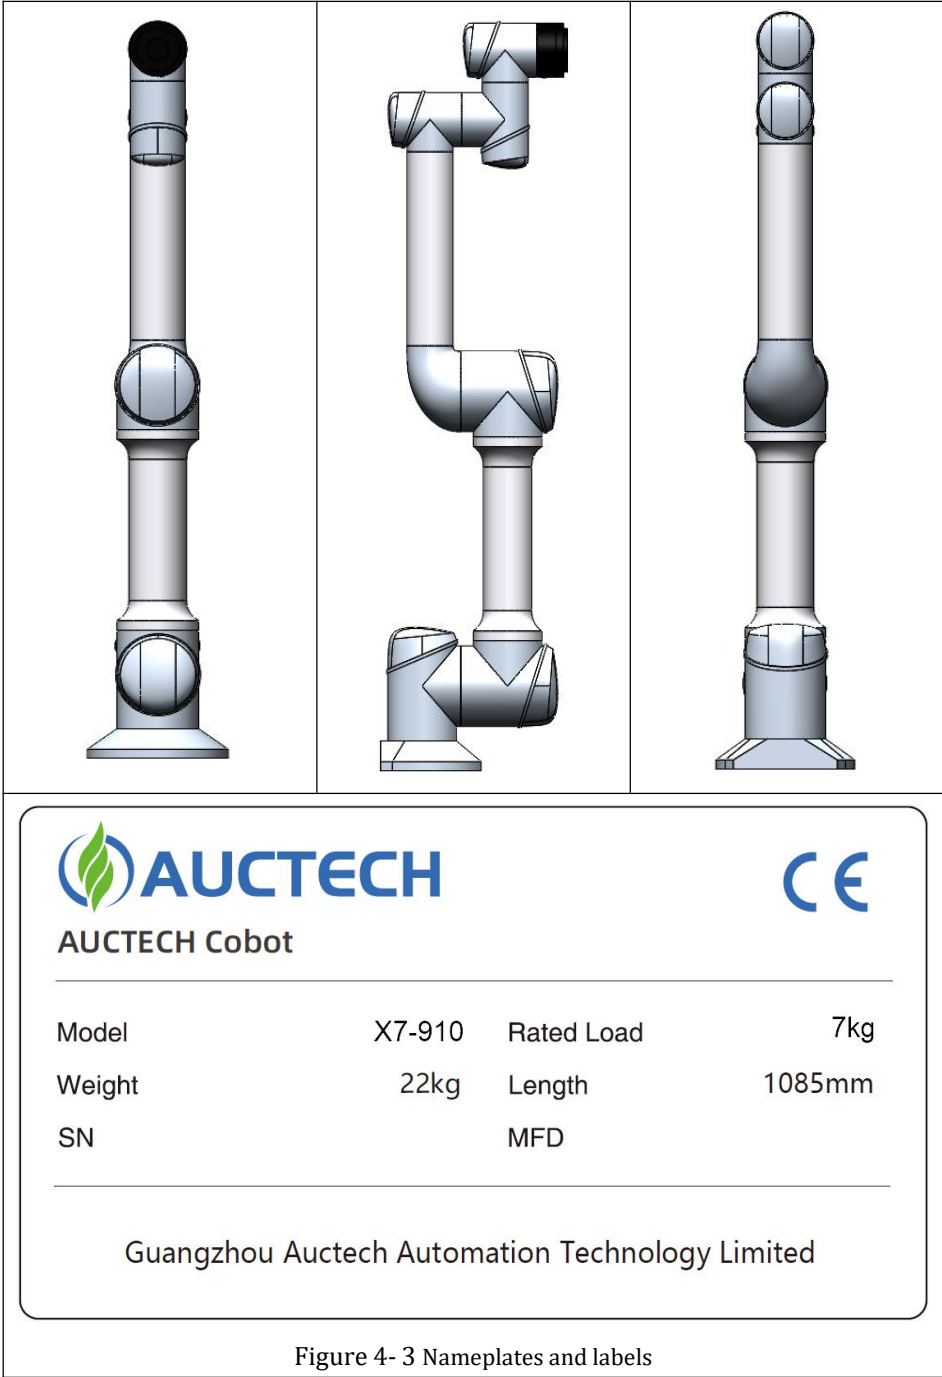 AUCTECH
CE
AUCTECH Cobot
Model X7-910 Rated Load 7kg
Weight 22kg Length 1085mm
SN MFD
Guangzhou Auctech Automation Technology Limited
Figure 4- 3 Nameplates and labels